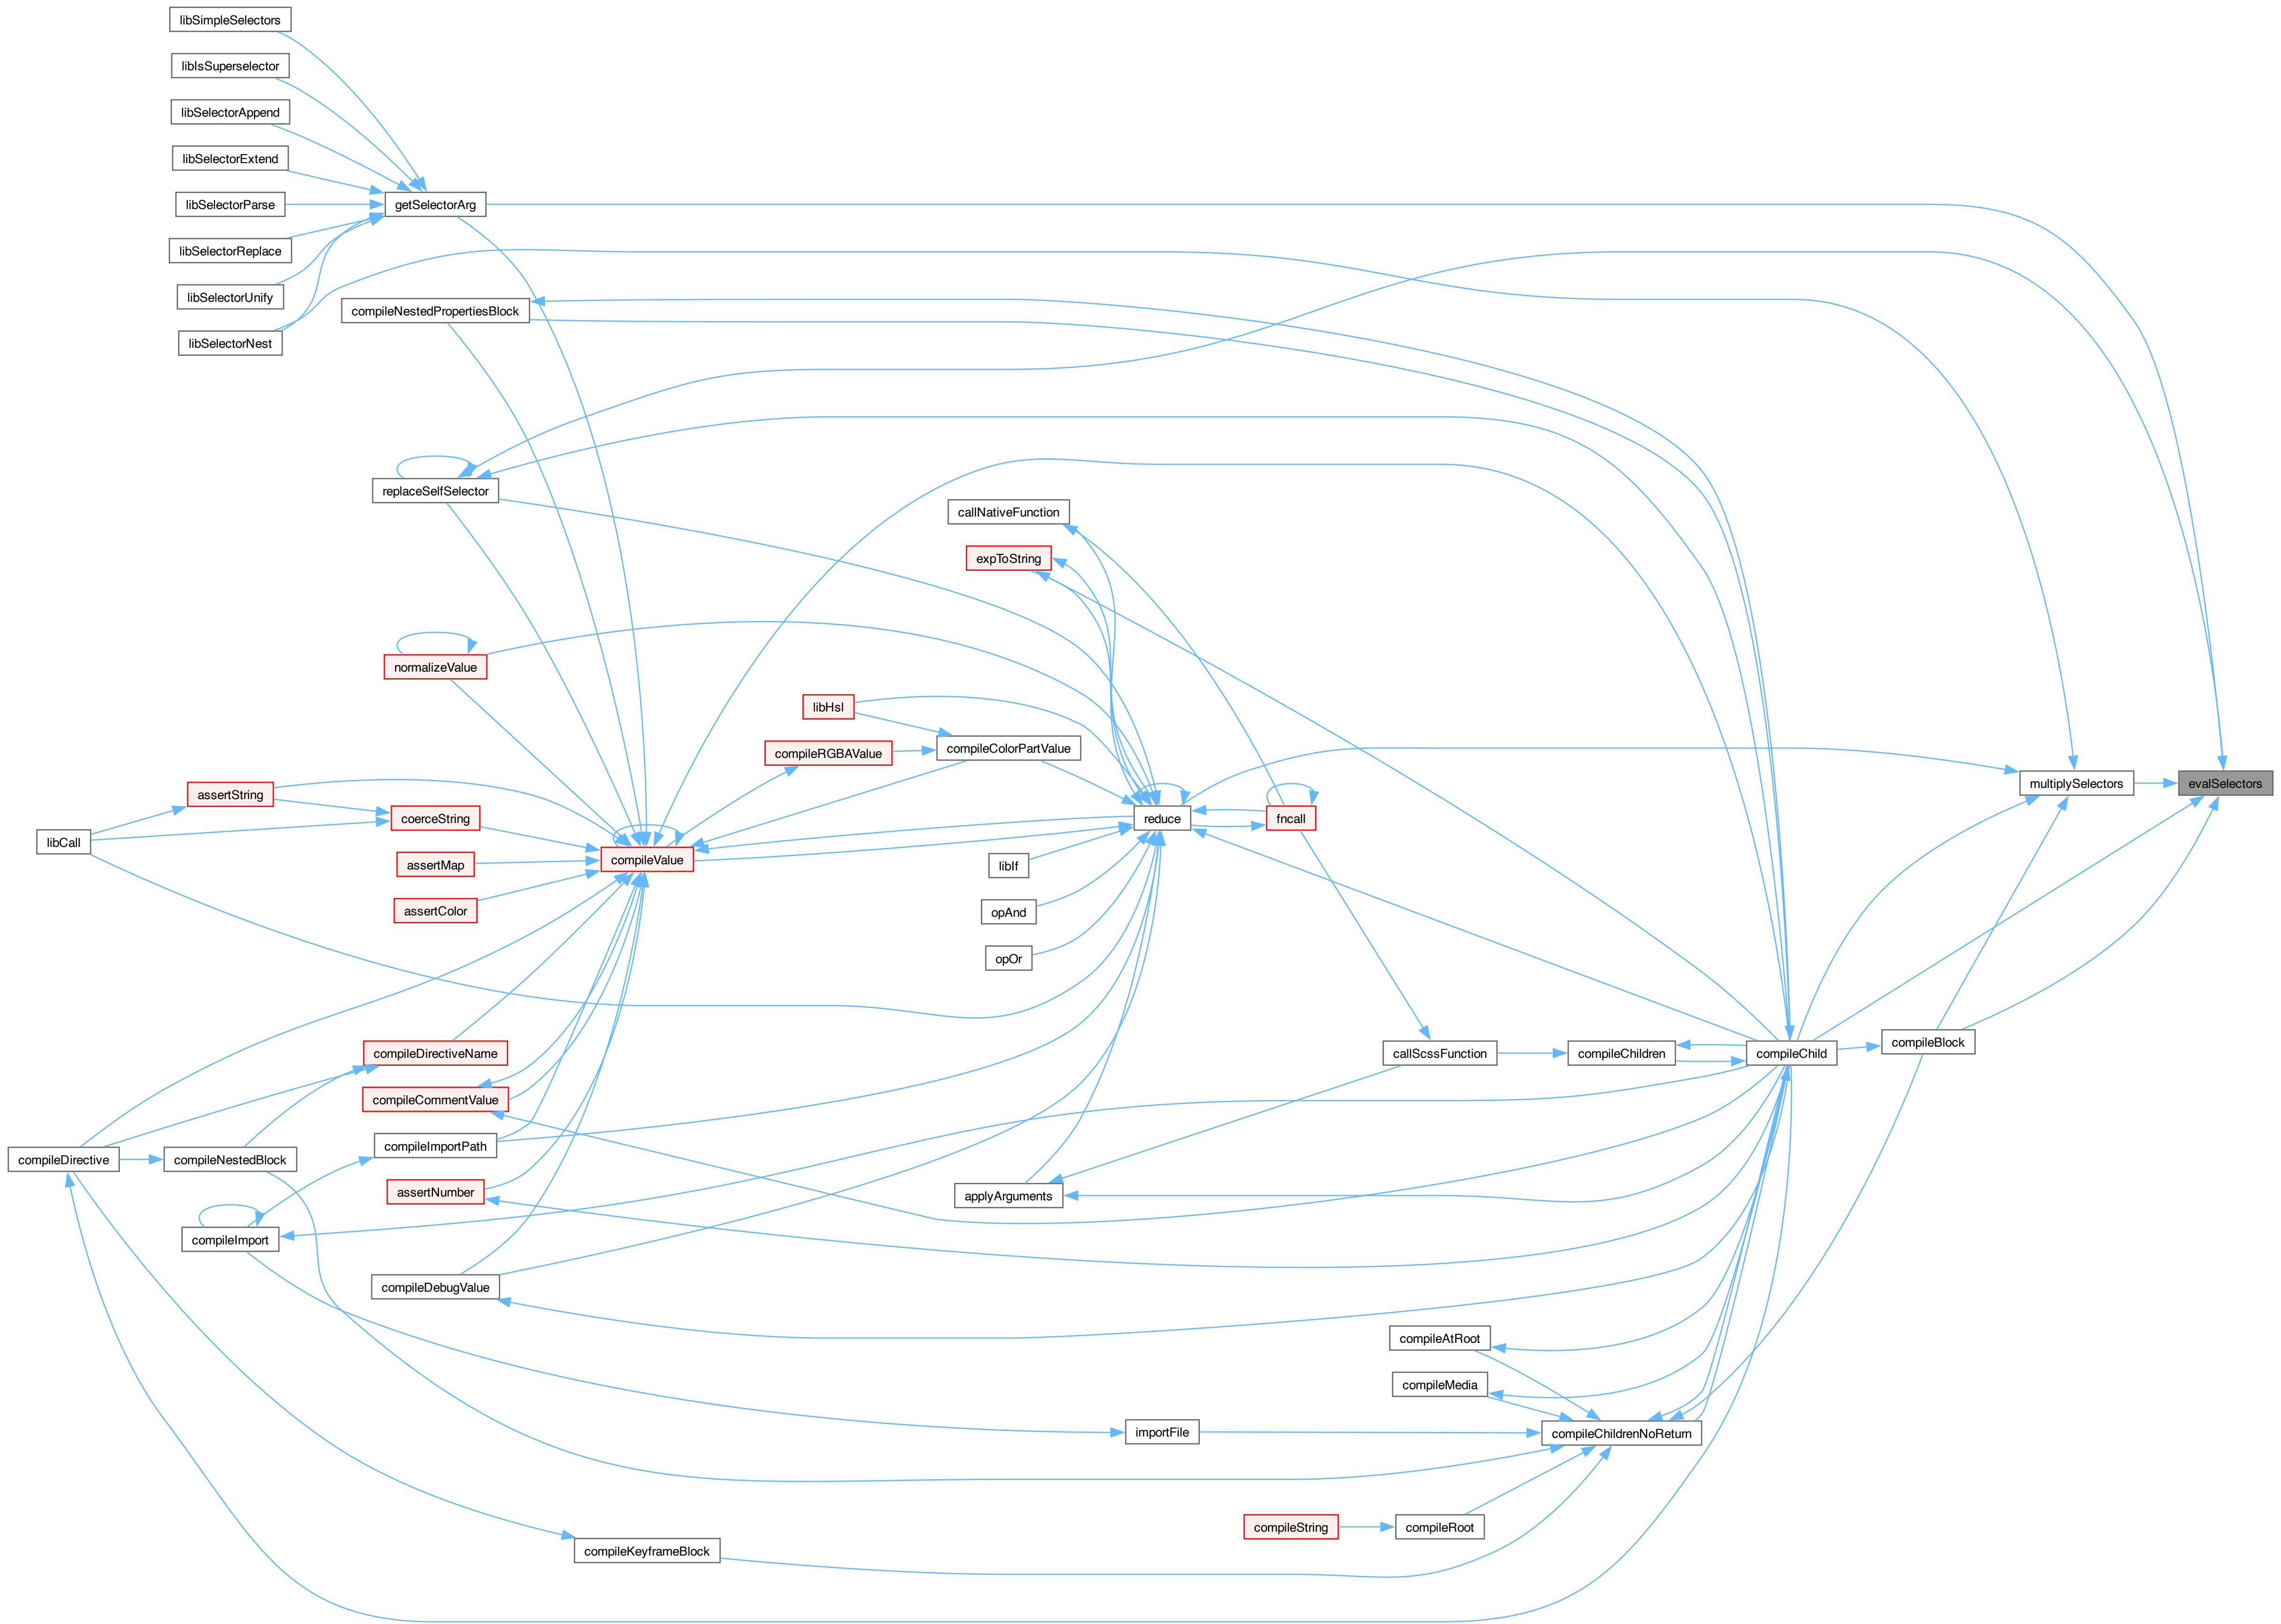 libSimpleSelectors
libIsSuperselector
libSelectorAppend
libSelectorExtend
libSelectorParse
getSelectorArg
libSelectorReplace
libSelectorUnify
compileNestedPropertiesBlock
libSelectorNest
replaceSelfSelector
callNativeFunction
expToString
normalizeValue
libHsl
compileColorPartValue
compileRGBAValue
multiplySelectors
evalSelectors
assertString
coerceString
reduce
fncall
libCall
assertMap
compileValue
libIf
assertColor
opAnd
opOr
compileBlock
compileDirectiveName
callScssFunction
compileChildren
compileChild
compileCommentValue
compileDirective
compileNestedBlock
compileImportPath
assertNumber
applyArguments
compileImport
compileDebugValue
compileAtRoot
compileMedia
importFile
compileChildrenNoReturn
compileString
compileRoot
compileKeyframeBlock